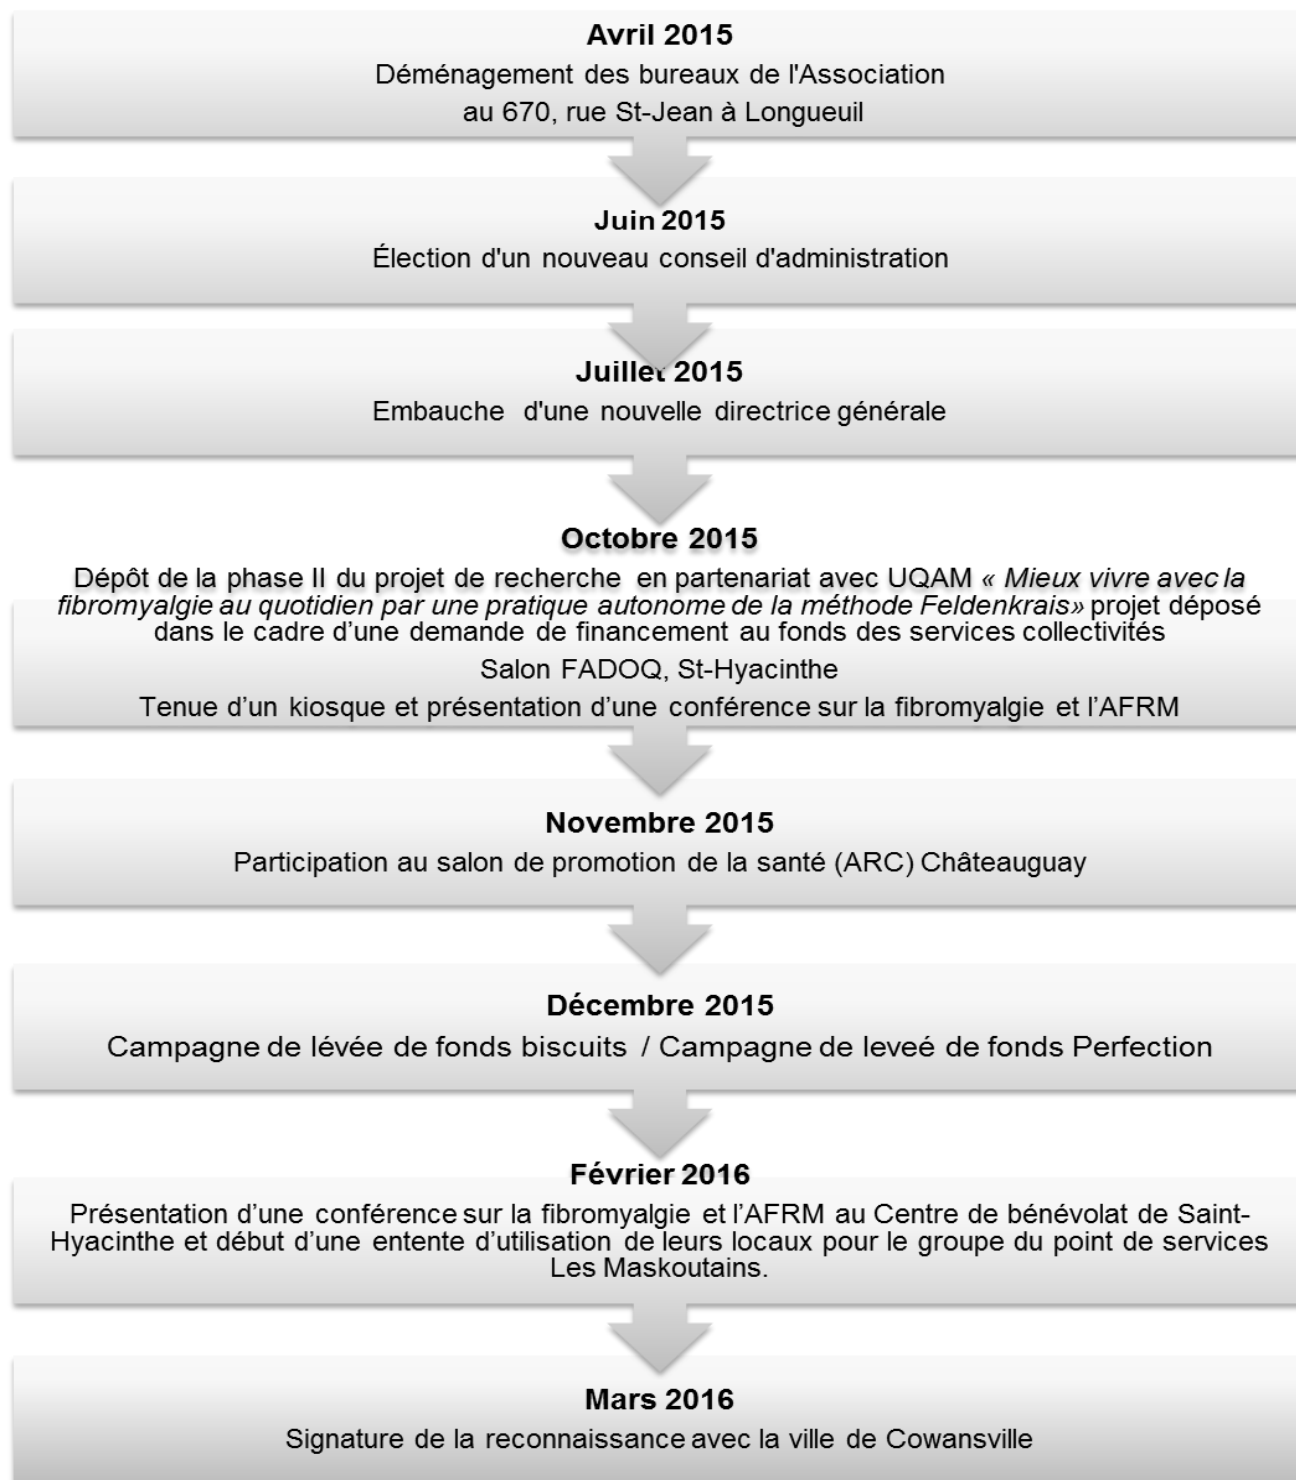 Avril 2015
Déménagement des bureaux de l'Association
au 670, rue St-Jean à Longueuil
Juin 2015
Élection d'un nouveau conseil d'administration
Juillet 2015
Embauche d'une nouvelle directrice générale
Octobre 2015
Dépôt de la phase II du projet de recherche en partenariat avec UQAM « Mieux vivre avec la
fibromyalgie au quotidien par une pratique autonome de la méthode Feldenkrais» projet déposé
dans le cadre d’une demande de financement au fonds des services collectivités
Salon FADOQ, St-Hyacinthe
Tenue d’un kiosque et présentation d’une conférence sur la fibromyalgie et l’AFRM
Novembre 2015
Participation au salon de promotion de la santé (ARC) Châteauguay
Décembre 2015
Campagne de lévée de fonds biscuits / Campagne de leveé de fonds Perfection
Février 2016
Présentation d’une conférence sur la fibromyalgie et l’AFRM au Centre de bénévolat de Saint-
Hyacinthe et début d’une entente d’utilisation de leurs locaux pour le groupe du point de services
Les Maskoutains.
Mars 2016
Signature de la reconnaissance avec la ville de Cowansville